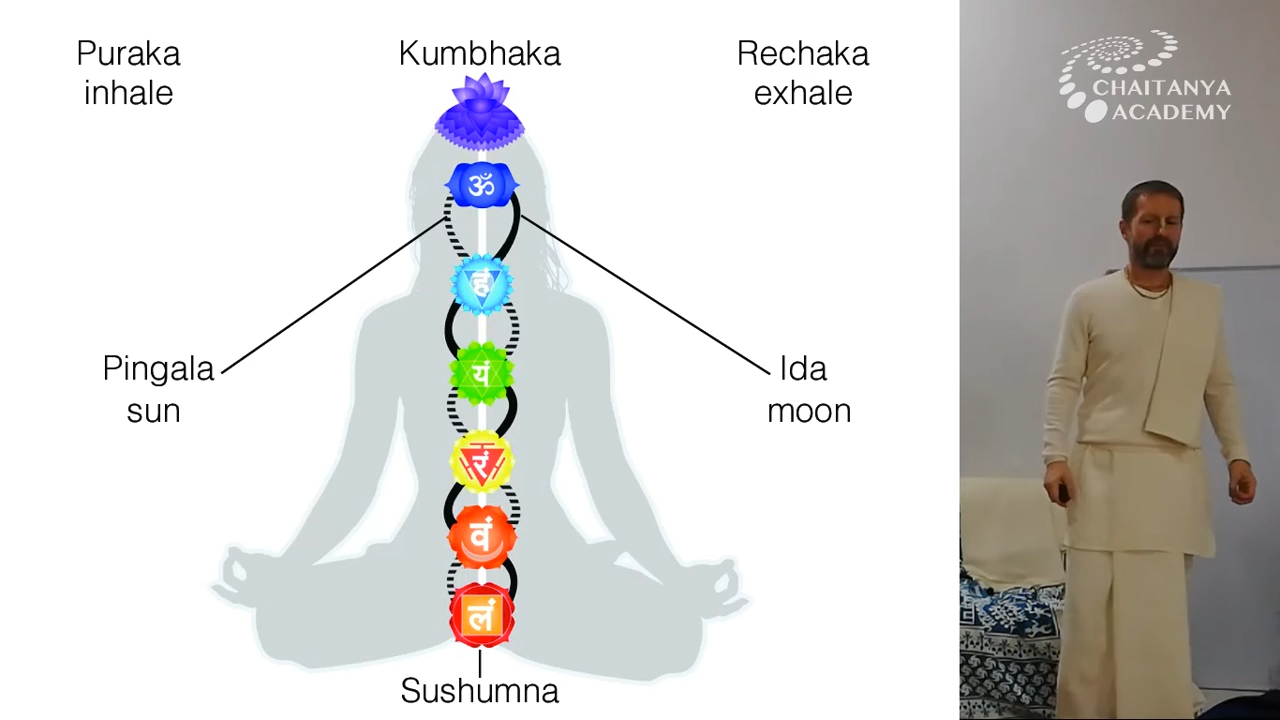 Puraka
inhale
Kumbhaka
Rechaka
exhale
CHAITANYA
ACADEMY
ॐ
हं
यं
रं
वं
लं
Pingala
sun
Ida
moon
Sushumna